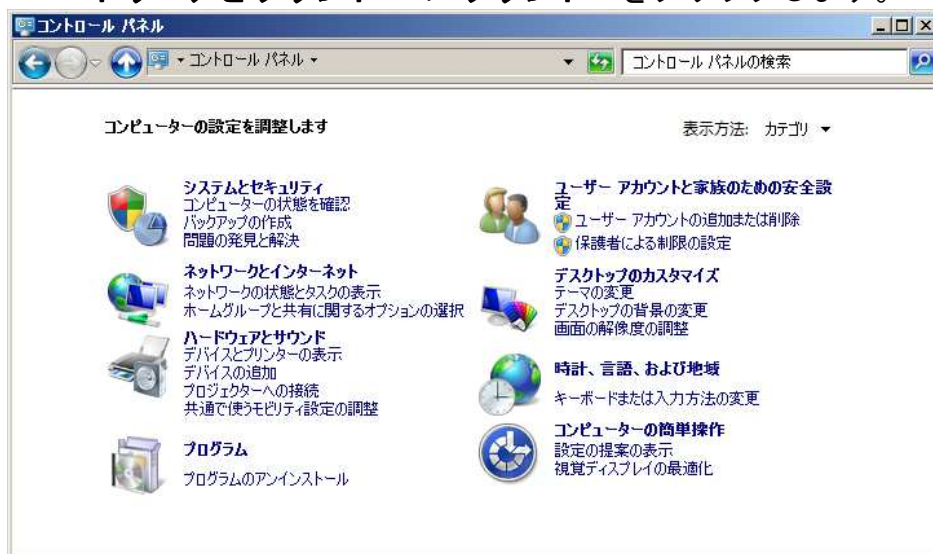 コントロール パネル
コントロール パネル
コントロール パネルの検索
コンピューターの設定を調整します
表示方法: カテゴリ
システムとセキュリティ
コンピューターの状態を確認
バックアップの作成
問題の発見と解決
ネットワークとインターネット
ネットワークの状態とタスクの表示
ホームグループと共有に関するオプションの選択
ハードウェアとサウンド
デバイスとプリンターの表示
デバイスの追加
プロジェクターへの接続
共通で使うモビリティ設定の調整
プログラム
プログラムのアンインストール
ユーザー アカウントと家族のための安全設
定
ユーザー アカウントの追加または削除
保護者による制限の設定
デスクトップのカスタマイズ
テーマの変更
デスクトップの背景の変更
画面の解像度の調整
時計、言語、および地域
キーボードまたは入力方法の変更
コンピューターの簡単操作
設定の提案の表示
視覚ディスプレイの最適化